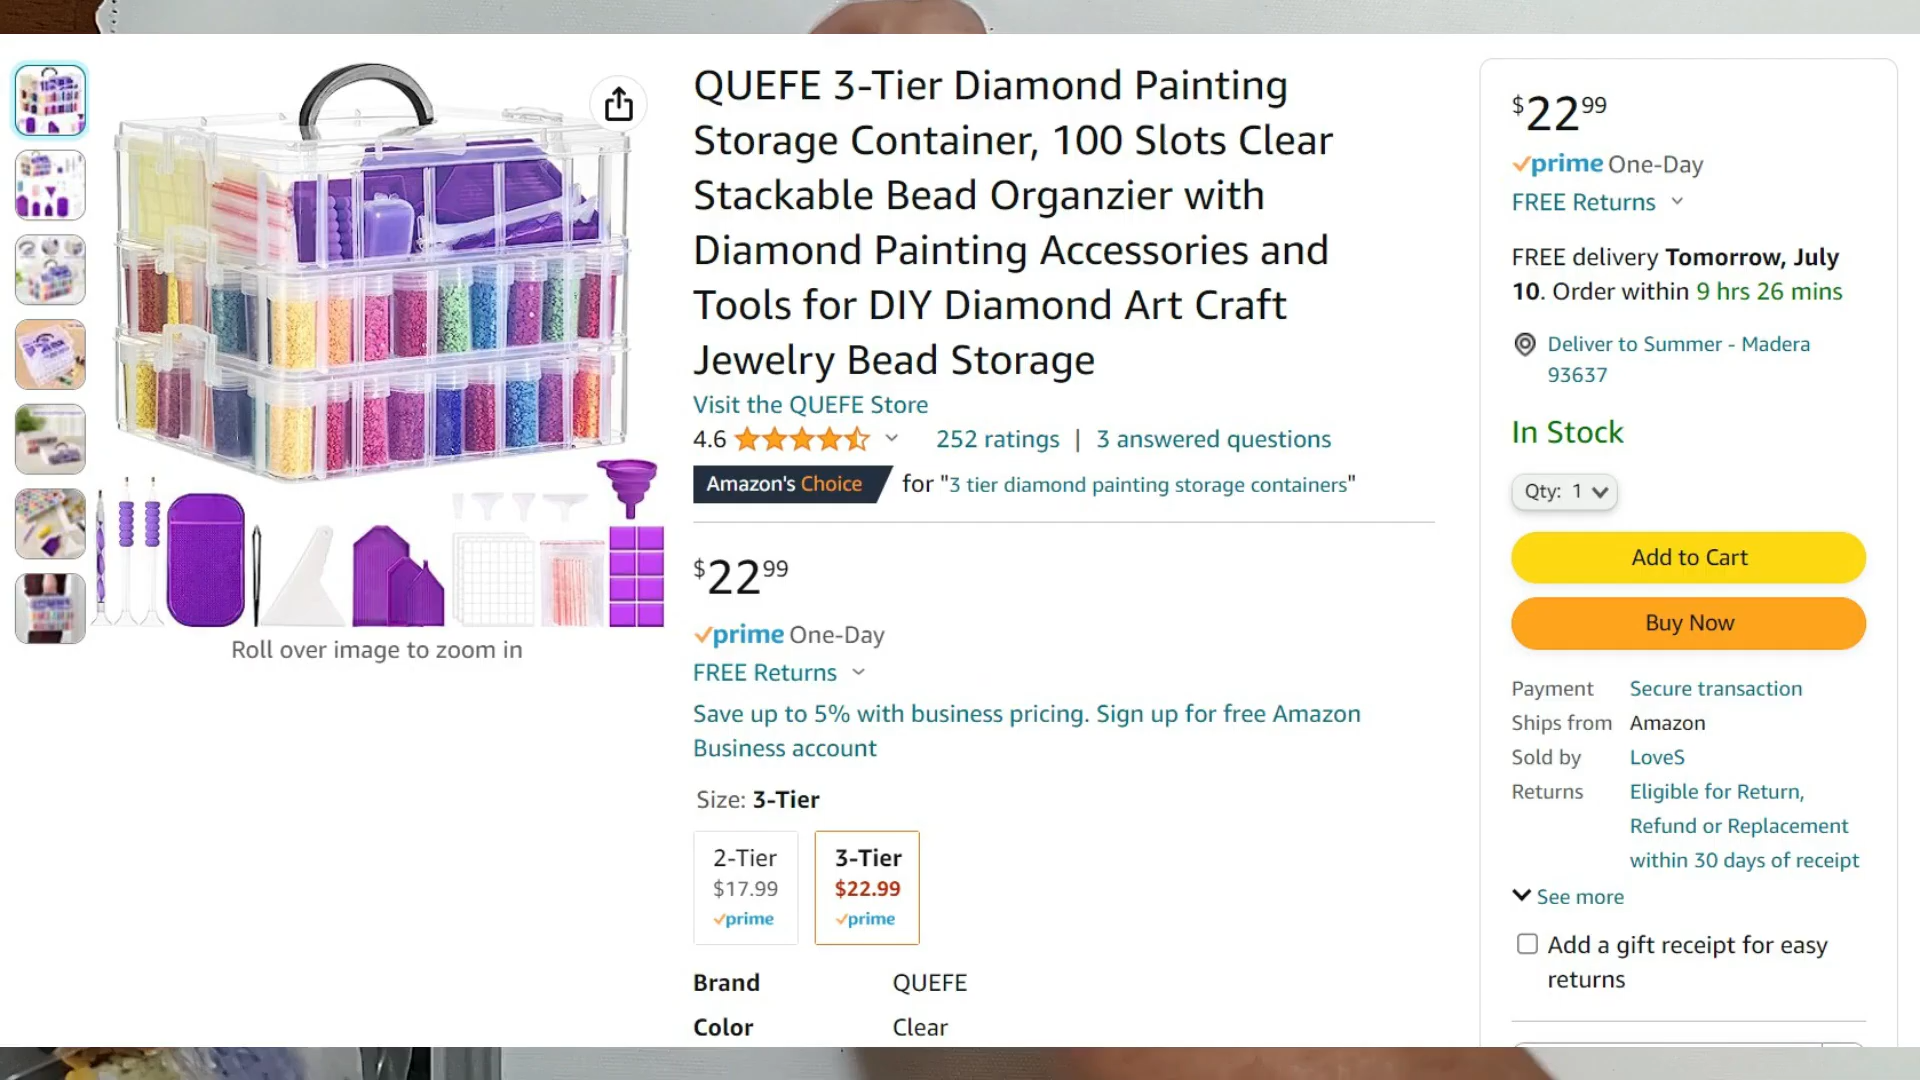 QUEFE 3-Tier Diamond Painting
Storage Container, 100 Slots Clear
Stackable Bead Organzier with
Diamond Painting Accessories and
Tools for DIY Diamond Art Craft
Jewelry Bead Storage
Visit the QUEFE Store
4.6
252 ratings | 3 answered questions
Amazon's Choice for "3 tier diamond painting storage containers"
$22 99
prime One-Day
FREE Returns
Save up to 5% with business pricing. Sign up for free Amazon
Business account
Size: 3-Tier
2-Tier
$17.99
prime
3-Tier
$22.99
prime
Brand QUEFE
Color Clear
Roll over image to zoom in
$22 99
prime One-Day
FREE Returns
FREE delivery Tomorrow, July
10. Order within 9 hrs 26 mins
Deliver to Summer - Madera
93637
In Stock
Qty: 1
Add to Cart
Buy Now
Payment Secure transaction
Ships from Amazon
Sold by LoveS
Returns Eligible for Return,
Refund or Replacement
within 30 days of receipt
See more
Add a gift receipt for easy
returns